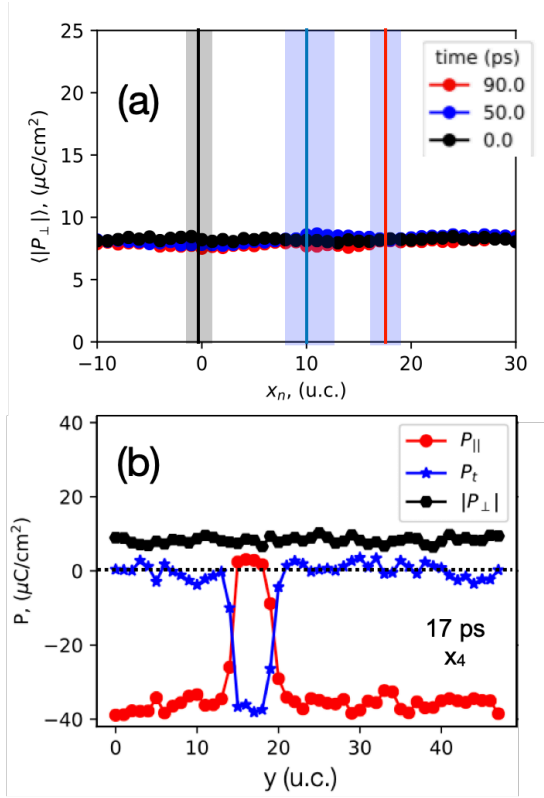 25
20
15
10
5
0
⟨|P⊥|⟩, (μC/cm²)
(a)
time (ps)
90.0
50.0
0.0
−10 0 10 20 30
xₙ, (u.c.)
40
20
0
−20
−40
P, (μC/cm²)
(b)
P||
Pt
|P⊥|
17 ps
x₄
0 10 20 30 40
y (u.c.)